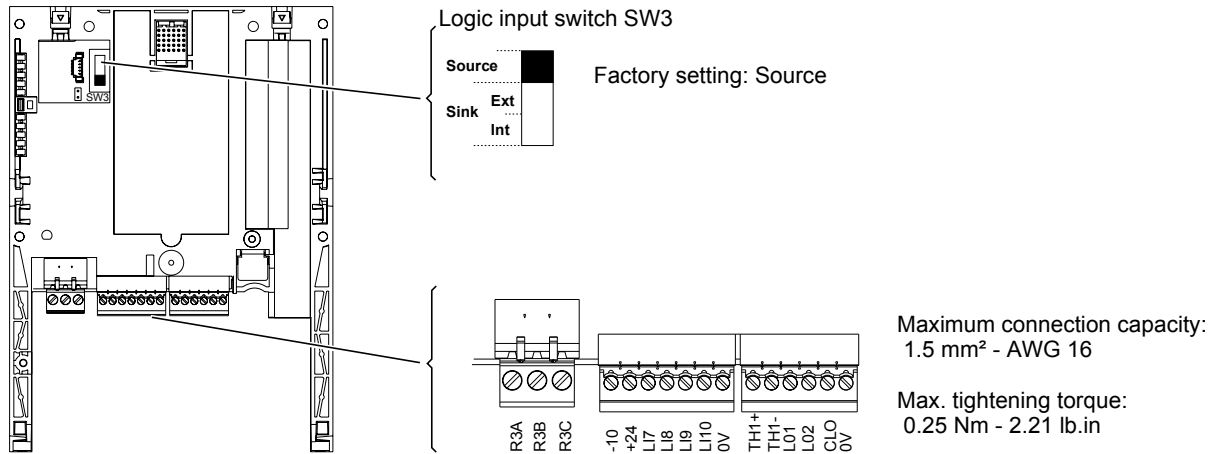 Logic input switch SW3
Source
Factory setting: Source
Sink
Ext
Int
SW3
R3A
R3B
R3C
-10
+24
LI7
LI8
LI9
LI10
0V
TH1+
TH1-
L01
L02
CLO
0V
Maximum connection capacity:
1.5 mm² - AWG 16
Max. tightening torque:
0.25 Nm - 2.21 lb.in